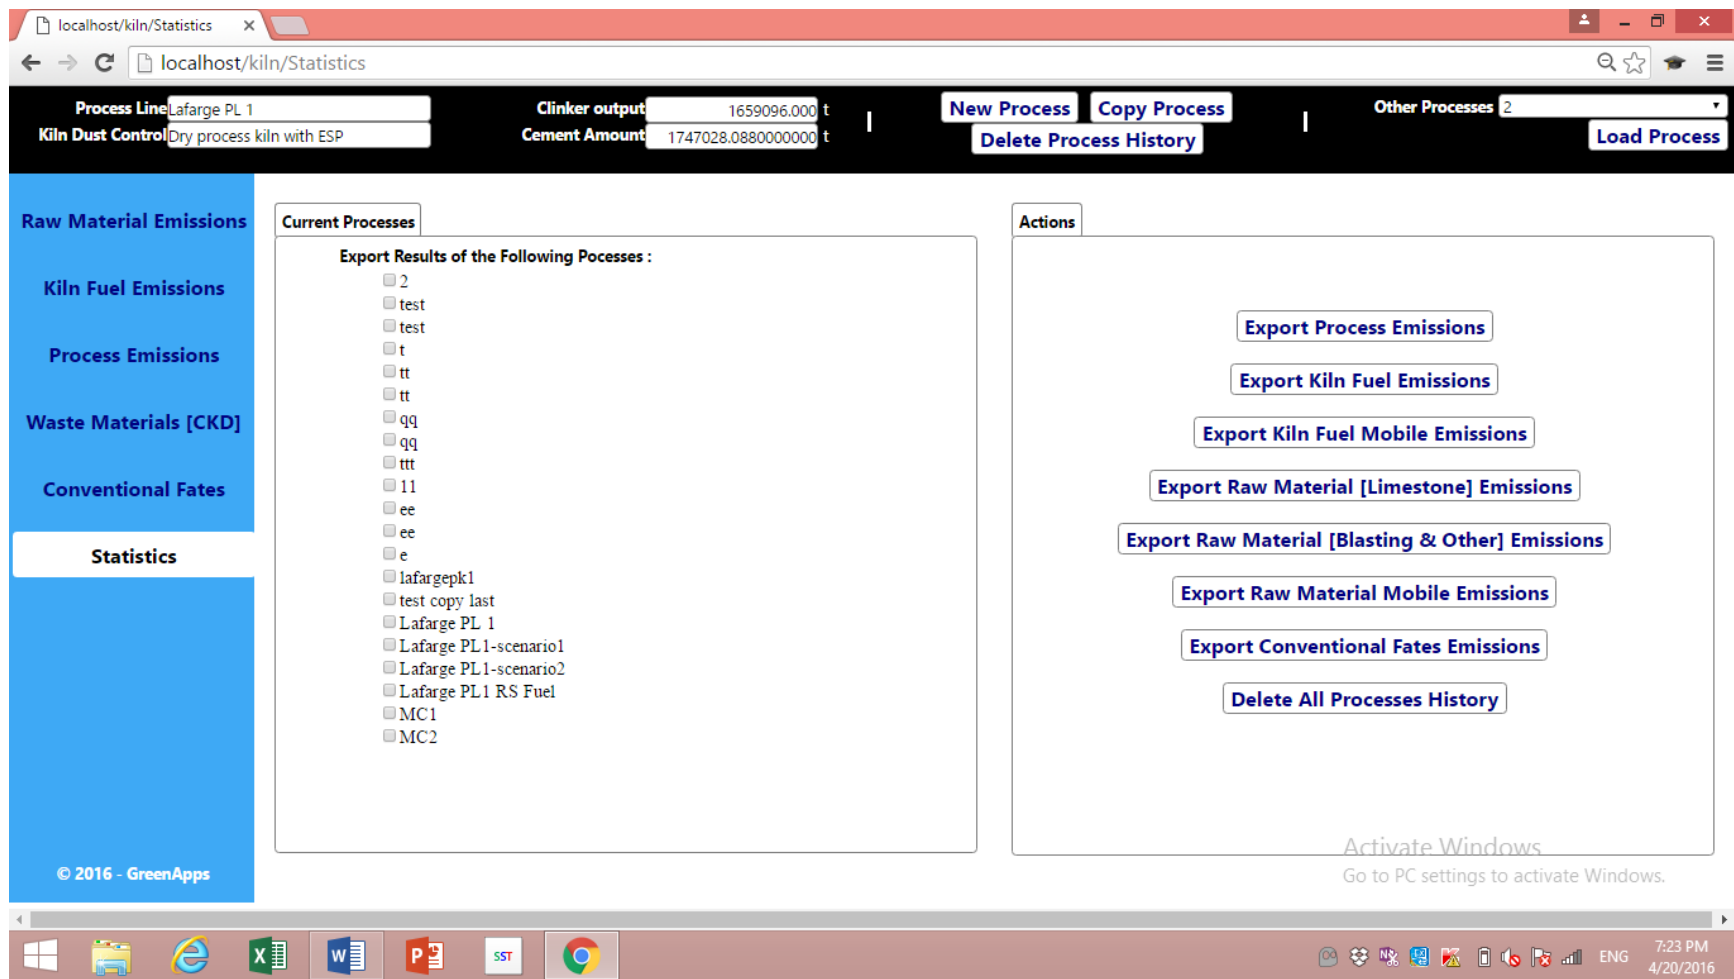 localhost/kiln/Statistics
localhost/kiln/Statistics
Process Line Lafarge PL 1
Kiln Dust Control Dry process kiln with ESP
Clinker output 1659096.000 t
Cement Amount 1747028.0880000000 t
New Process Copy Process
Delete Process History
Other Processes 2
Load Process
Raw Material Emissions
Kiln Fuel Emissions
Process Emissions
Waste Materials [CKD]
Conventional Fates
Statistics
© 2016 - GreenApps
Current Processes
Export Results of the Following Pocesses :
2
test
test
t
tt
tt
qq
qq
ttt
11
ee
ee
e
lafargepk1
test copy last
Lafarge PL 1
Lafarge PL1-scenario1
Lafarge PL1-scenario2
Lafarge PL1 RS Fuel
MC1
MC2
Actions
Export Process Emissions
Export Kiln Fuel Emissions
Export Kiln Fuel Mobile Emissions
Export Raw Material [Limestone] Emissions
Export Raw Material [Blasting & Other] Emissions
Export Raw Material Mobile Emissions
Export Conventional Fates Emissions
Delete All Processes History
Activate Windows
Go to PC settings to activate Windows.
SST
ENG
7:23 PM
4/20/2016